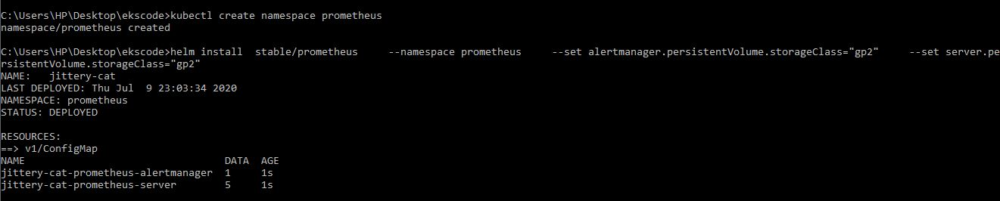 C:\Users\HP\Desktop\ekscode>kubectl create namespace prometheus
namespace/prometheus created
C:\Users\HP\Desktop\ekscode>helm install  stable/prometheus     --namespace prometheus     --set alertmanager.persistentVolume.storageClass="gp2"     --set server.pe
rsistentVolume.storageClass="gp2"
NAME:   jittery-cat
LAST DEPLOYED: Thu Jul  9 23:03:34 2020
NAMESPACE: prometheus
STATUS: DEPLOYED
RESOURCES:
==> v1/ConfigMap
NAME                                 DATA  AGE
jittery-cat-prometheus-alertmanager  1     1s
jittery-cat-prometheus-server        5     1s